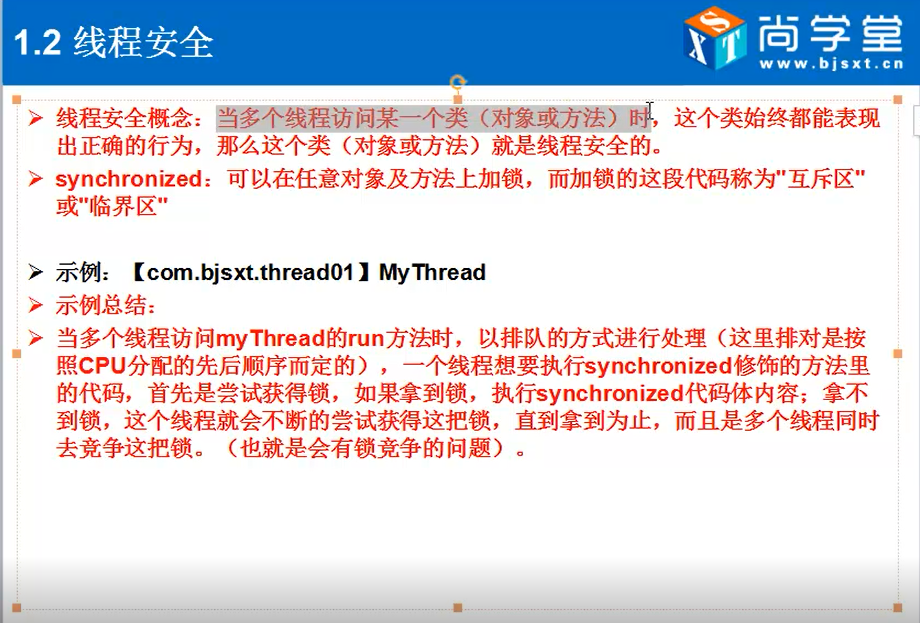 1.2 线程安全
尚学堂
SXT
www.bjsxt.cn
线程安全概念：当多个线程访问某一个类（对象或方法）时，这个类始终都能表现
出正确的行为，那么这个类（对象或方法）就是线程安全的。
synchronized：可以在任意对象及方法上加锁，而加锁的这段代码称为"互斥区"
或"临界区"
示例：【com.bjsxt.thread01】MyThread
示例总结：
当多个线程访问myThread的run方法时，以排队的方式进行处理（这里排对是按
照CPU分配的先后顺序而定的），一个线程想要执行synchronized修饰的方法里
的代码，首先是尝试获得锁，如果拿到锁，执行synchronized代码体内容；拿不
到锁，这个线程就会不断的尝试获得这把锁，直到拿到为止，而且是多个线程同时
去竞争这把锁。（也就是会有锁竞争的问题）。